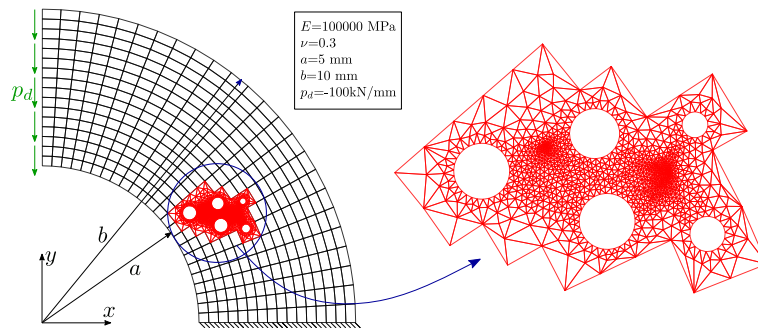 E=100000 MPa
ν=0.3
a=5 mm
b=10 mm
p_d=-100kN/mm
p_d
b
a
y
x